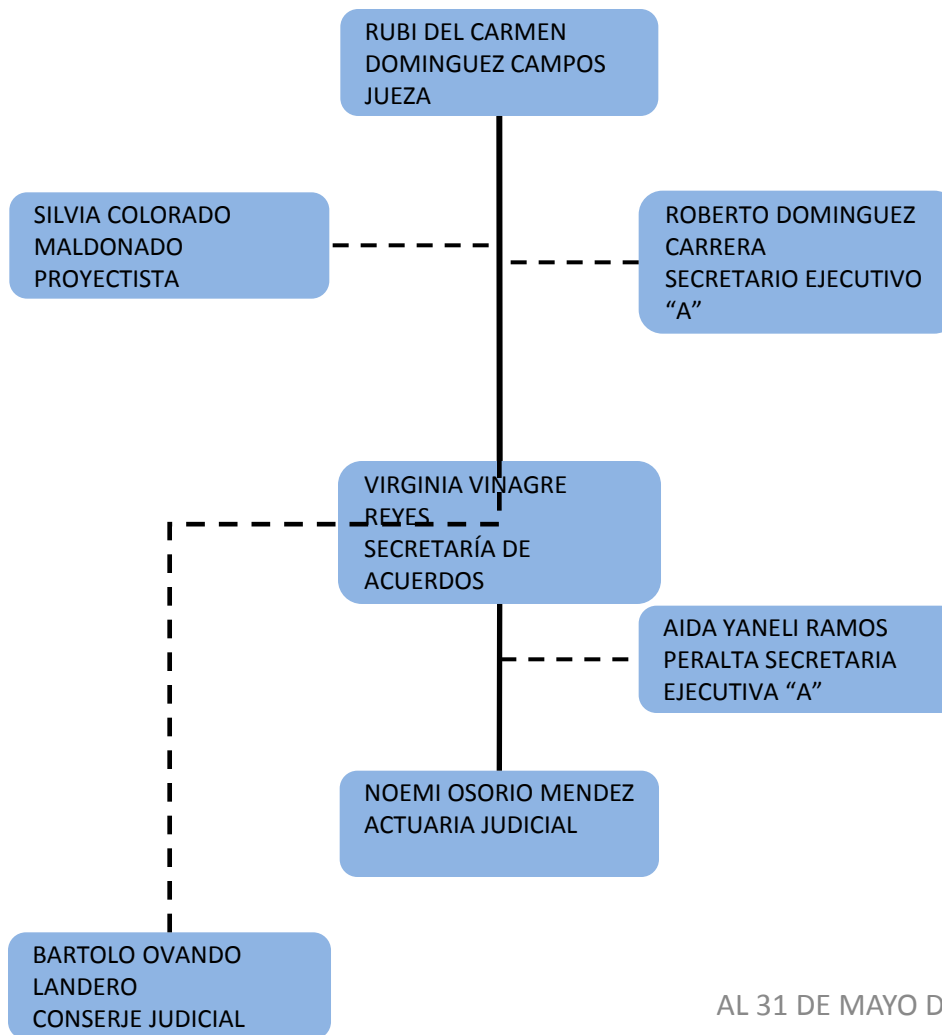 RUBI DEL CARMEN
DOMINGUEZ CAMPOS
JUEZA
SILVIA COLORADO
MALDONADO
PROYECTISTA
ROBERTO DOMINGUEZ
CARRERA
SECRETARIO EJECUTIVO
“A”
VIRGINIA VINAGRE
REYES
SECRETARÍA DE
ACUERDOS
AIDA YANELI RAMOS
PERALTA SECRETARIA
EJECUTIVA “A”
NOEMI OSORIO MENDEZ
ACTUARIA JUDICIAL
BARTOLO OVANDO
LANDERO
CONSERJE JUDICIAL
AL 31 DE MAYO D